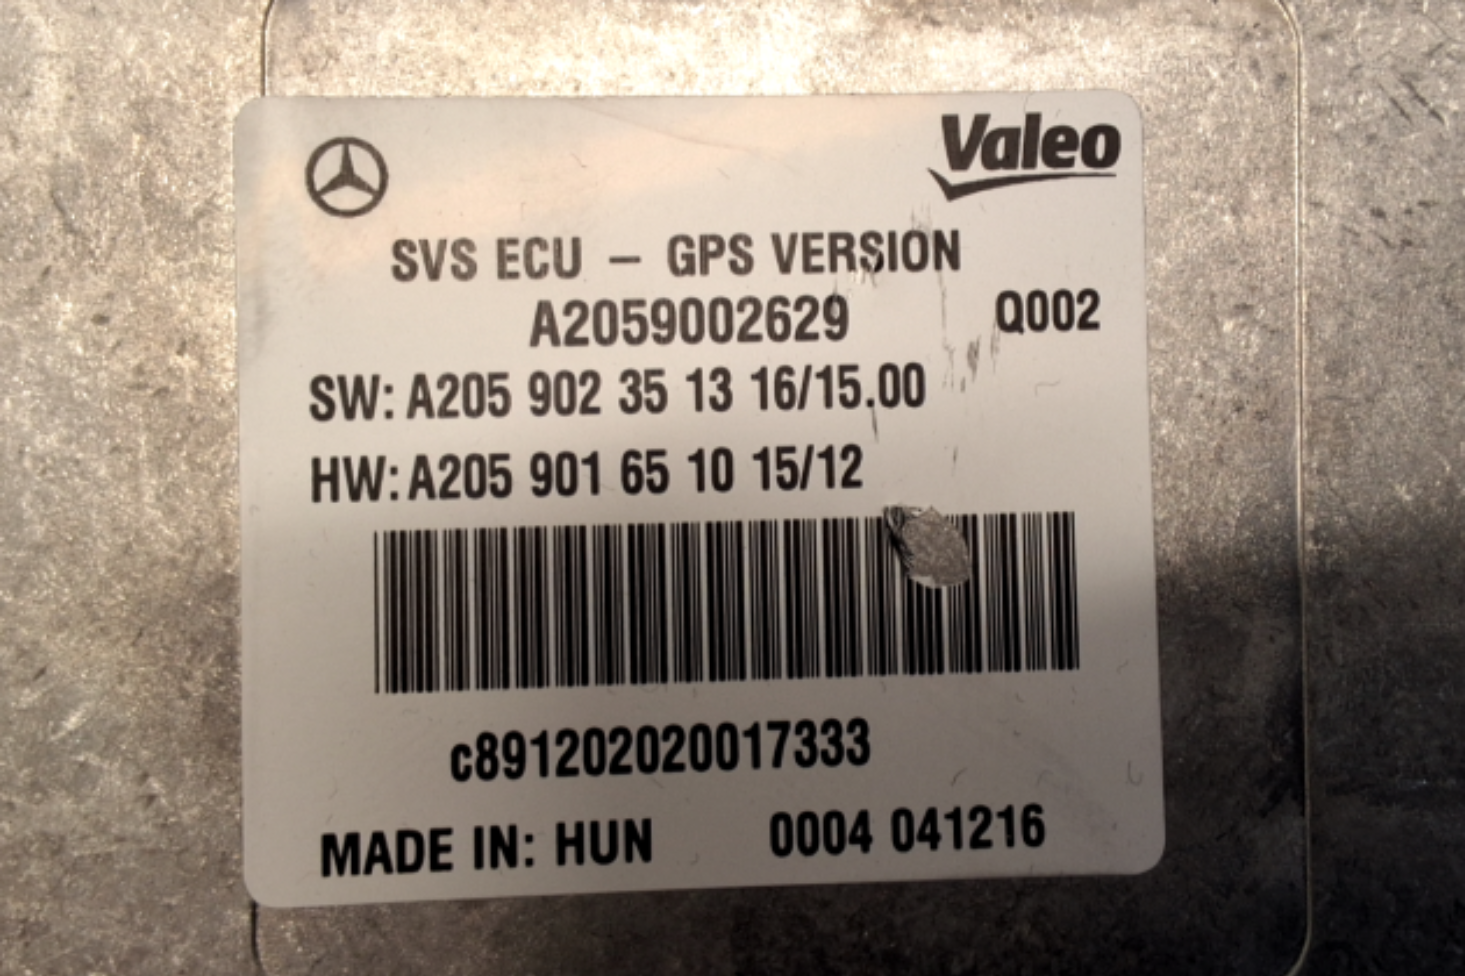 Valeo
SVS ECU – GPS VERSION
A2059002629 Q002
SW: A205 902 35 13 16/15.00
HW: A205 901 65 10 15/12
c891202020017333
MADE IN: HUN 0004 041216